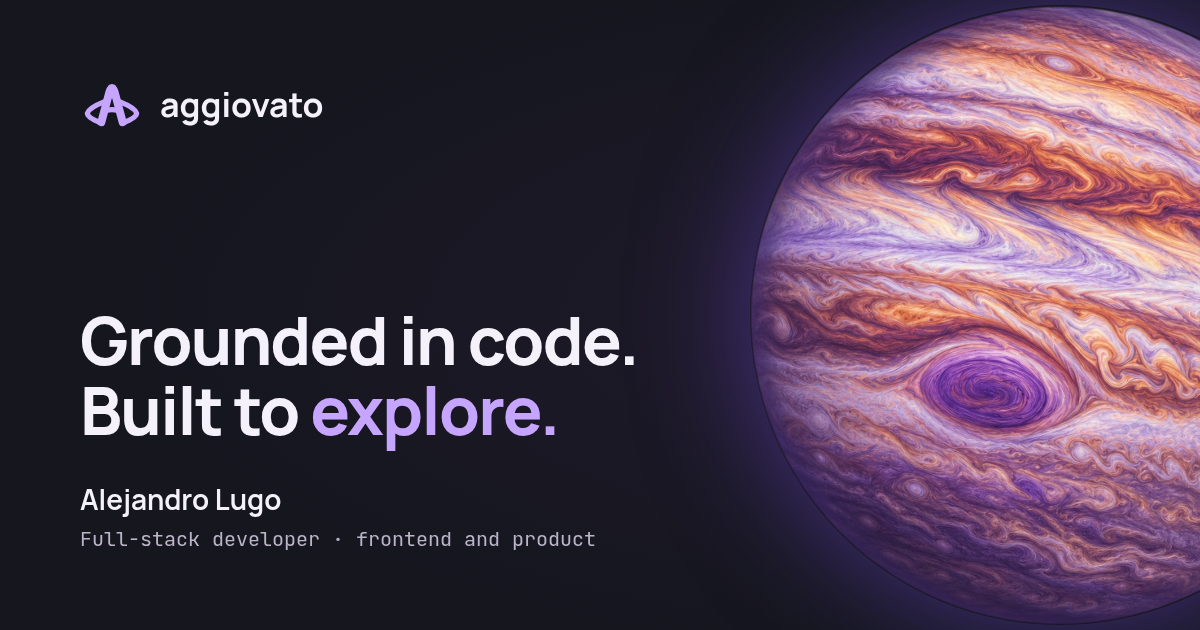 aggiovato
Grounded in code.
Built to explore.
Alejandro Lugo
Full-stack developer · frontend and product